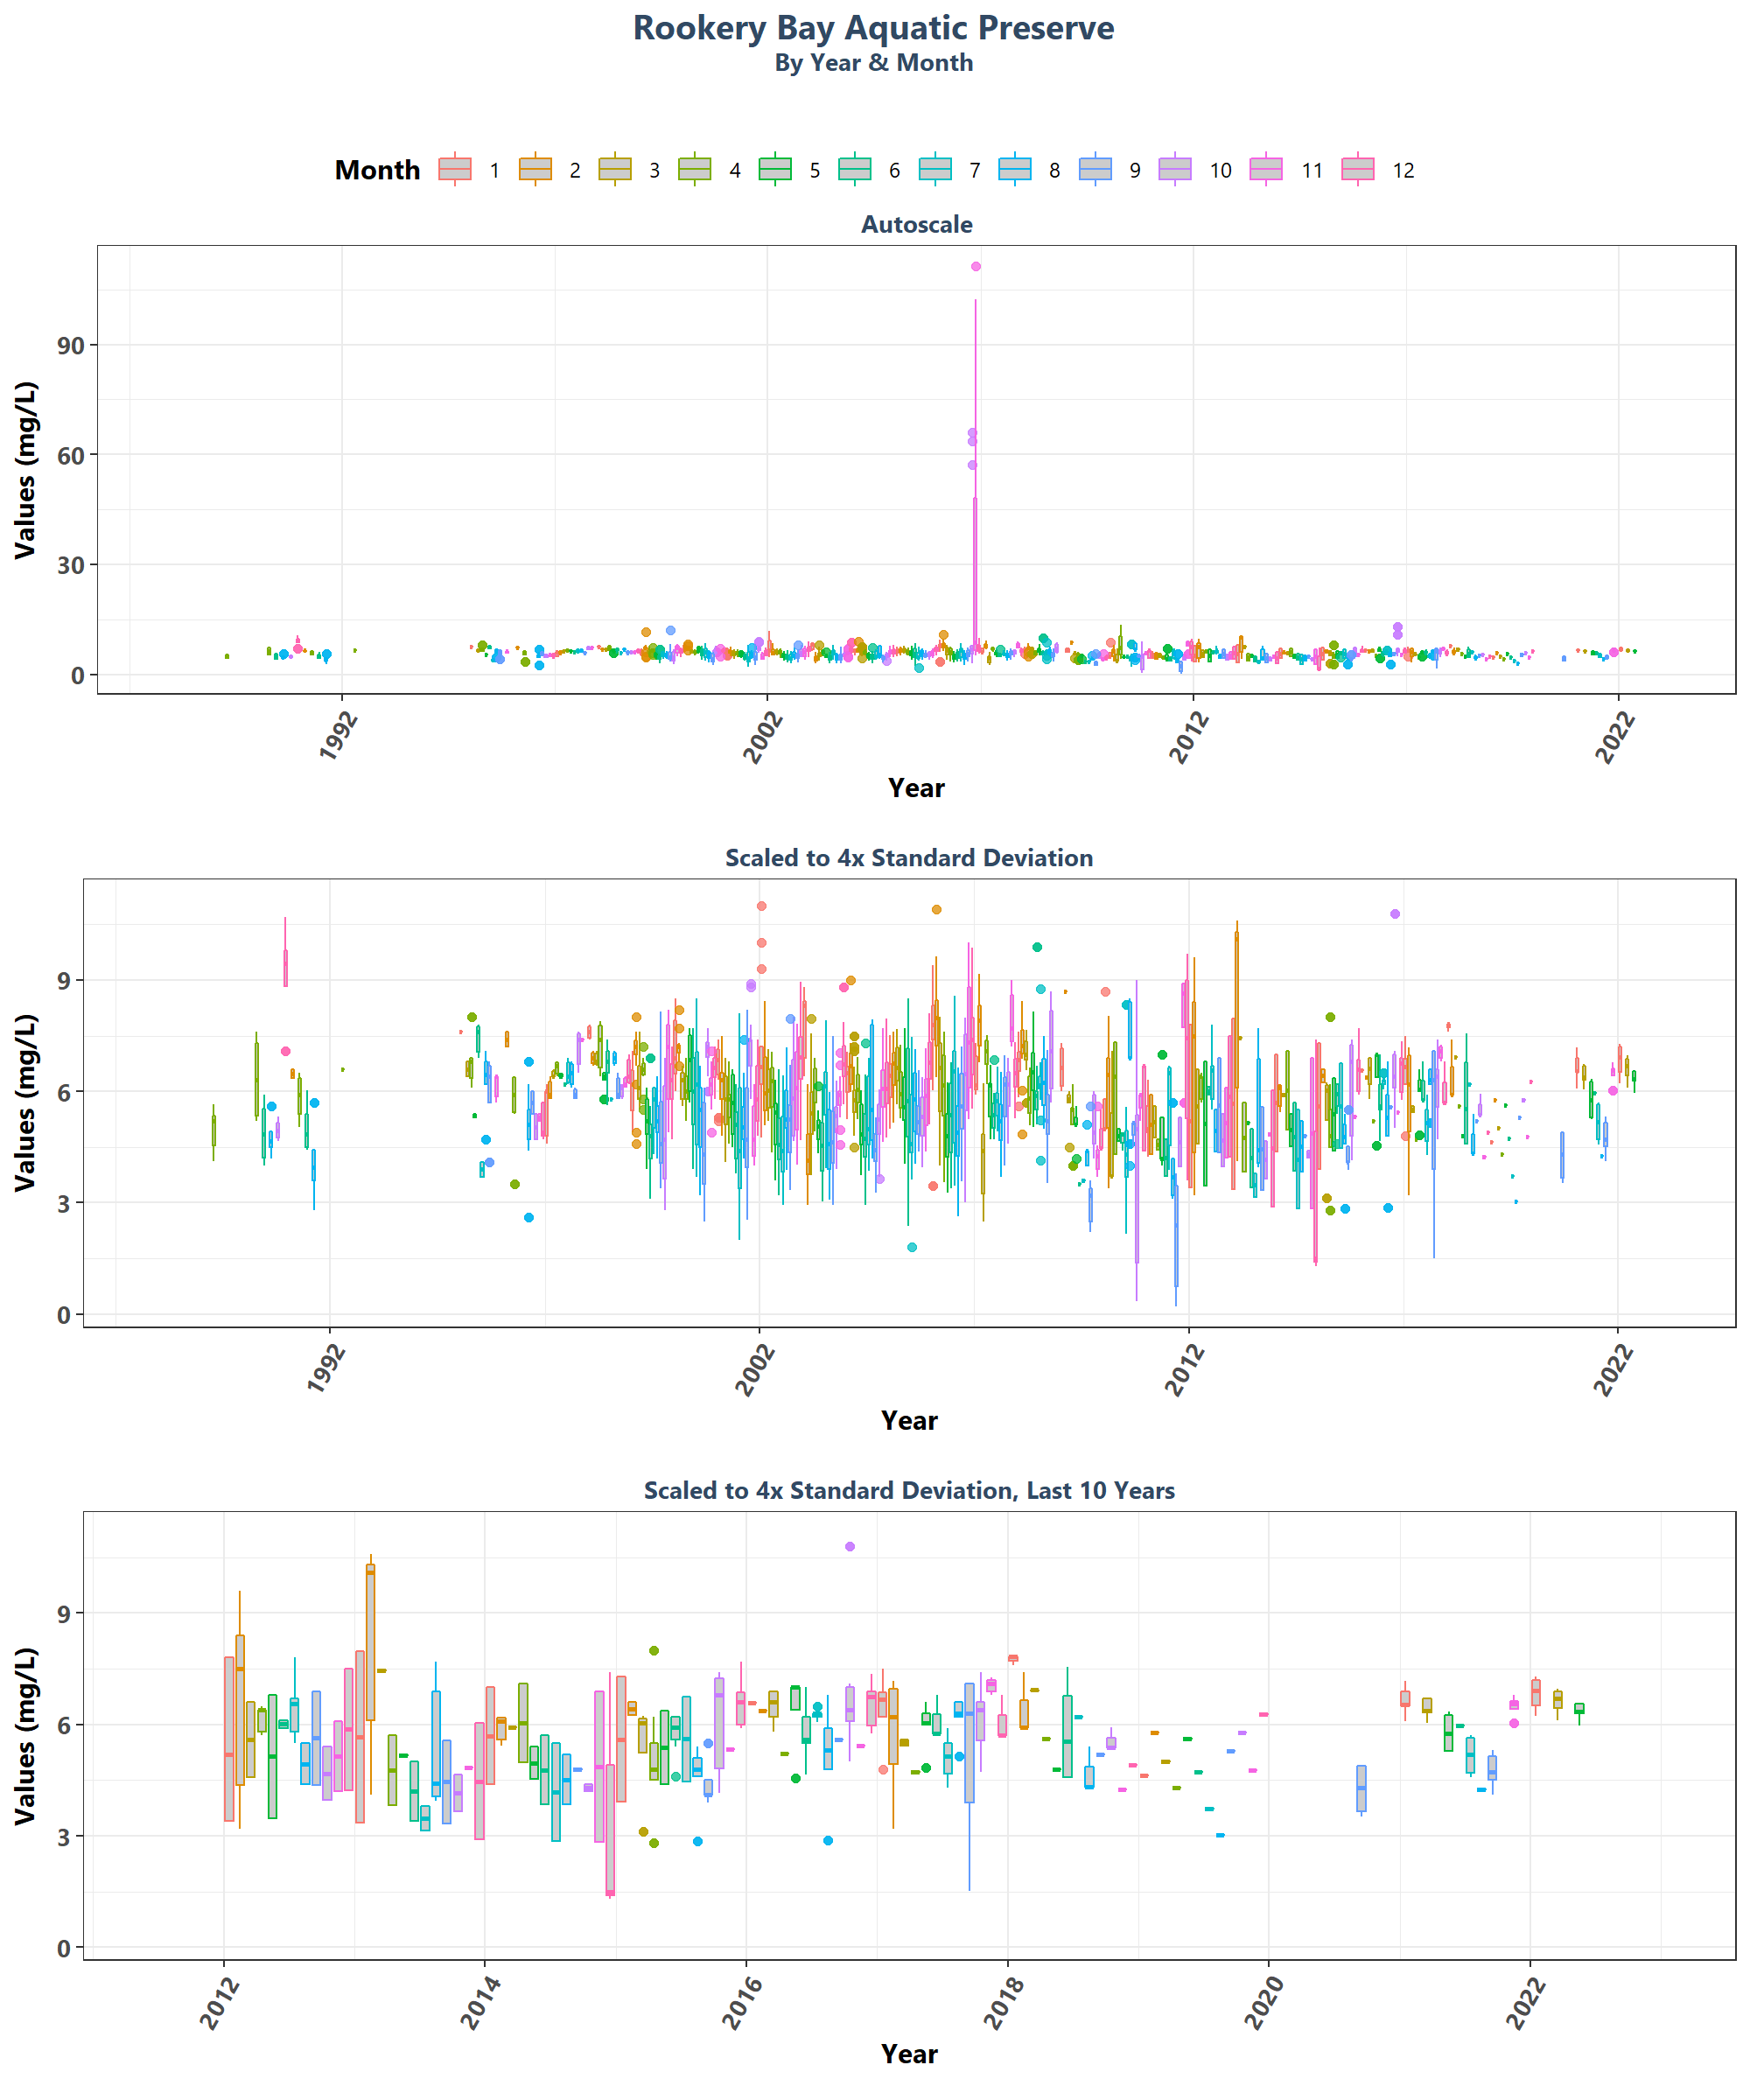 Rookery Bay Aquatic Preserve
By Year & Month
Month 1 2 3 4 5 6 7 8 9 10 11 12
Autoscale
Values (mg/L)
90
60
30
0
1992 2002 2012 2022
Year
Scaled to 4x Standard Deviation
Values (mg/L)
9
6
3
0
1992 2002 2012 2022
Year
Scaled to 4x Standard Deviation, Last 10 Years
Values (mg/L)
9
6
3
0
2012 2014 2016 2018 2020 2022
Year